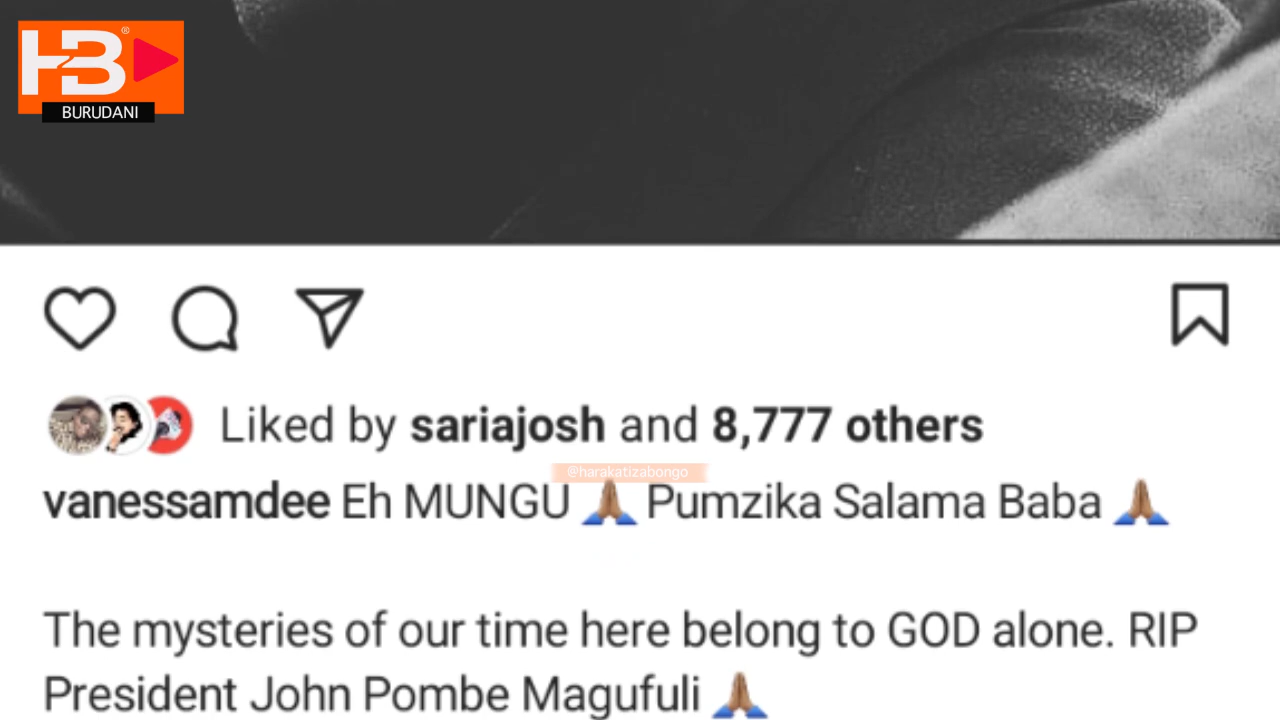 HB®
BURUDANI
Liked by sariajosh and 8,777 others
@harakatizabongo
vanessamdee Eh MUNGU 🙏🏽 Pumzika Salama Baba 🙏🏽
The mysteries of our time here belong to GOD alone. RIP
President John Pombe Magufuli 🙏🏽